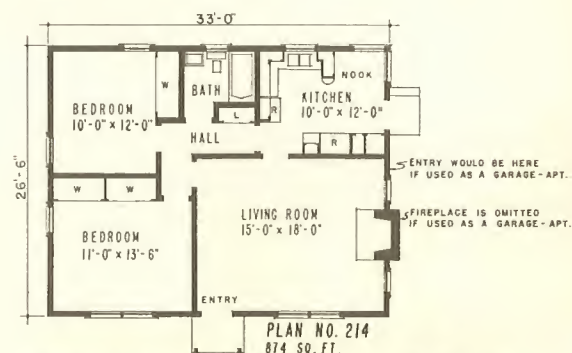 33'-0"
26'-6"
W
BATH
L
NOOK
KITCHEN
10'-0" x 12'-0"
R
R
BEDROOM
10'-0" x 12'-0"
HALL
W
W
BEDROOM
11'-0" x 13'-6"
LIVING ROOM
15'-0" x 18'-0"
ENTRY
ENTRY WOULD BE HERE
IF USED AS A GARAGE-APT.
FIREPLACE IS OMITTED
IF USED AS A GARAGE-APT.
PLAN NO. 214
874 SQ. FT.